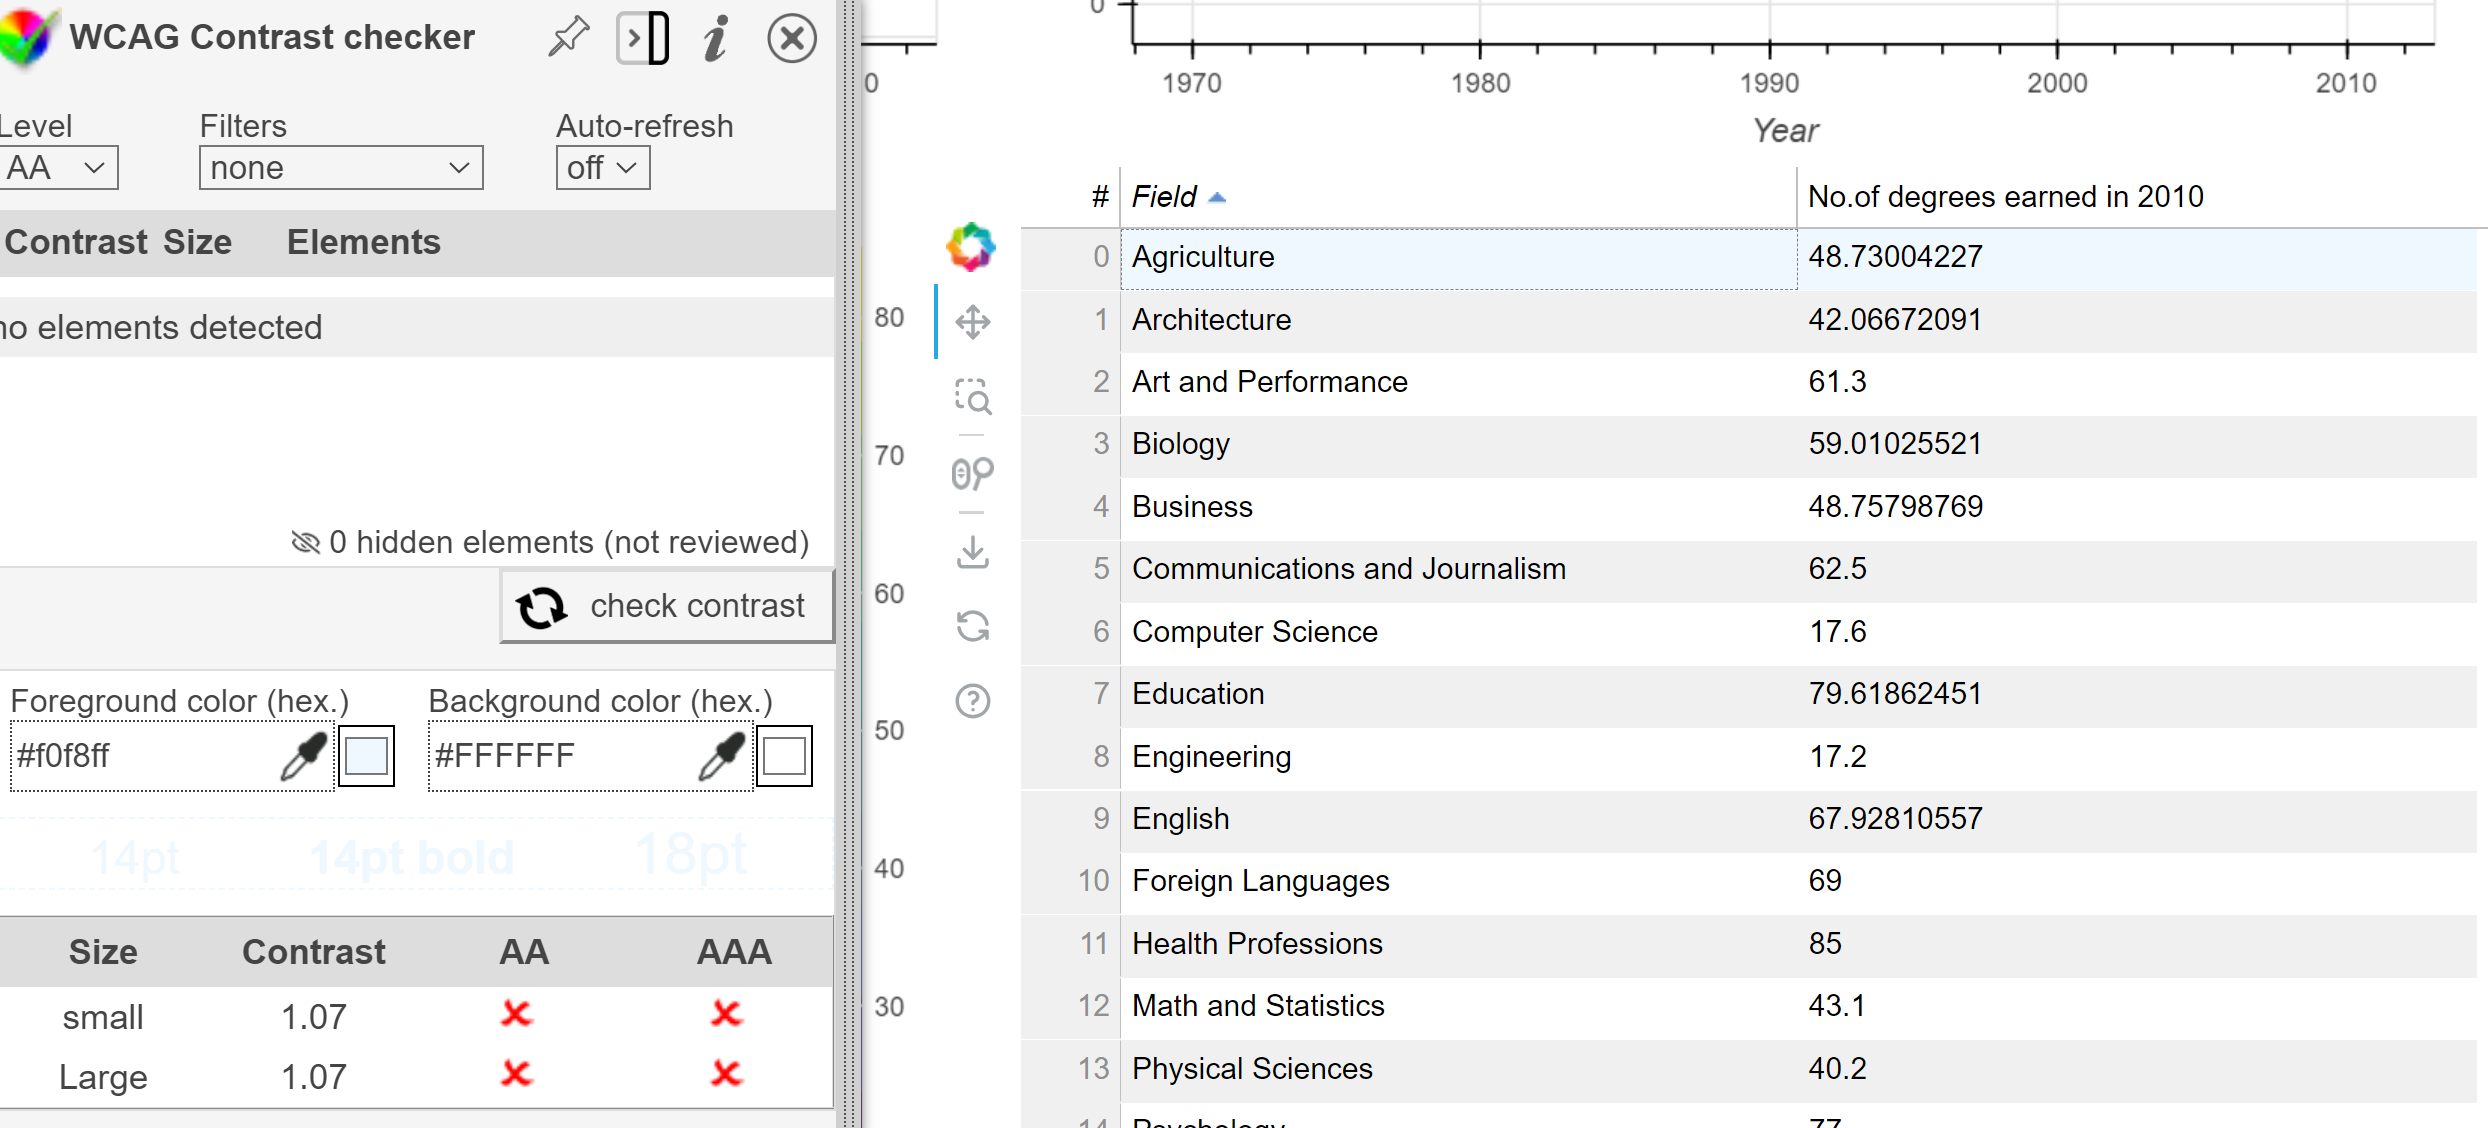 WCAG Contrast checker
Level
Filters
Auto-refresh
AA
none
off
Contrast Size Elements
no elements detected
0 hidden elements (not reviewed)
check contrast
Foreground color (hex.)
Background color (hex.)
#f0f8ff
#FFFFFF
14pt 14pt bold 18pt
Size Contrast AA AAA
small 1.07
Large 1.07
0
0
1970 1980 1990 2000 2010
Year
80
70
60
50
40
30
# Field No.of degrees earned in 2010
0 Agriculture 48.73004227
1 Architecture 42.06672091
2 Art and Performance 61.3
3 Biology 59.01025521
4 Business 48.75798769
5 Communications and Journalism 62.5
6 Computer Science 17.6
7 Education 79.61862451
8 Engineering 17.2
9 English 67.92810557
10 Foreign Languages 69
11 Health Professions 85
12 Math and Statistics 43.1
13 Physical Sciences 40.2
14 Psychology 77